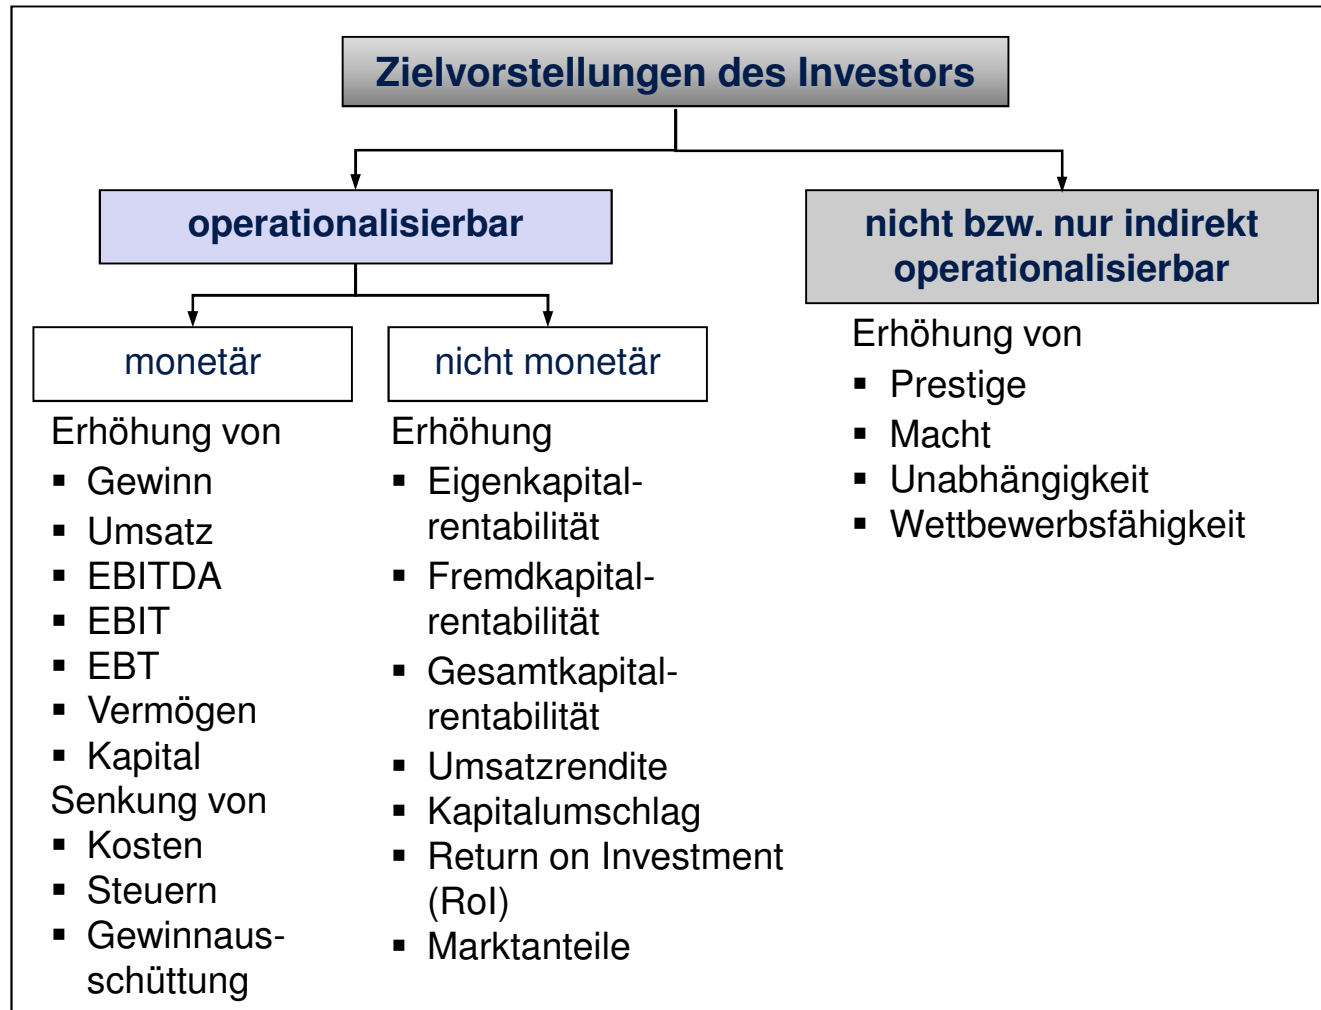 Zielvorstellungen des Investors
operationalisierbar
nicht bzw. nur indirekt
operationalisierbar
monetär
nicht monetär
Erhöhung von
▪ Gewinn
▪ Umsatz
▪ EBITDA
▪ EBIT
▪ EBT
▪ Vermögen
▪ Kapital
Senkung von
▪ Kosten
▪ Steuern
▪ Gewinnaus-
schüttung
Erhöhung
▪ Eigenkapital-
rentabilität
▪ Fremdkapital-
rentabilität
▪ Gesamtkapital-
rentabilität
▪ Umsatzrendite
▪ Kapitalumschlag
▪ Return on Investment
(RoI)
▪ Marktanteile
Erhöhung von
▪ Prestige
▪ Macht
▪ Unabhängigkeit
▪ Wettbewerbsfähigkeit